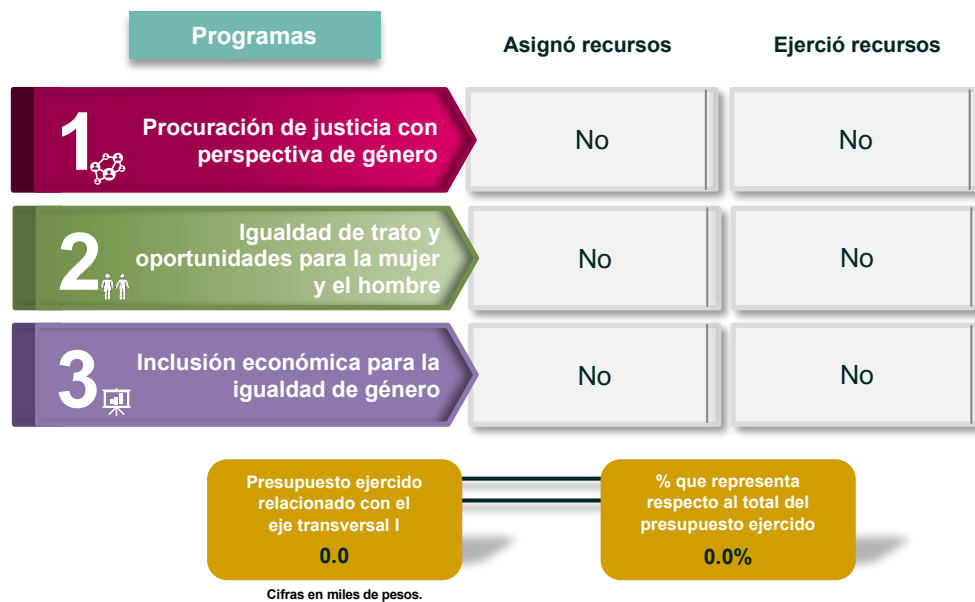 Programas
Asignó recursos
Ejerció recursos
1
Procuración de justicia con
perspectiva de género
No
No
2
Igualdad de trato y
oportunidades para la mujer
y el hombre
No
No
3
Inclusión económica para la
igualdad de género
No
No
Presupuesto ejercido
relacionado con el
eje transversal I
0.0
% que representa
respecto al total del
presupuesto ejercido
0.0%
Cifras en miles de pesos.